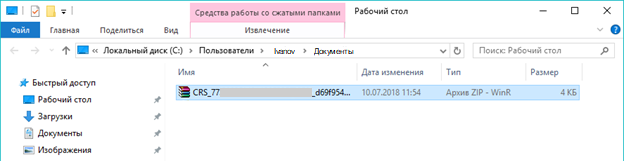 Средства работы со сжатыми папками
Рабочий стол
Файл
Главная
Поделиться
Вид
Извлечение
Локальный диск (C:) › Пользователи › Ivanov › Документы
Поиск: Рабочий стол
Имя
Дата изменения
Тип
Размер
Быстрый доступ
Рабочий стол
Загрузки
Документы
Изображения
CRS_77 _d69f954...
10.07.2018 11:54
Архив ZIP - WinR
4 КБ